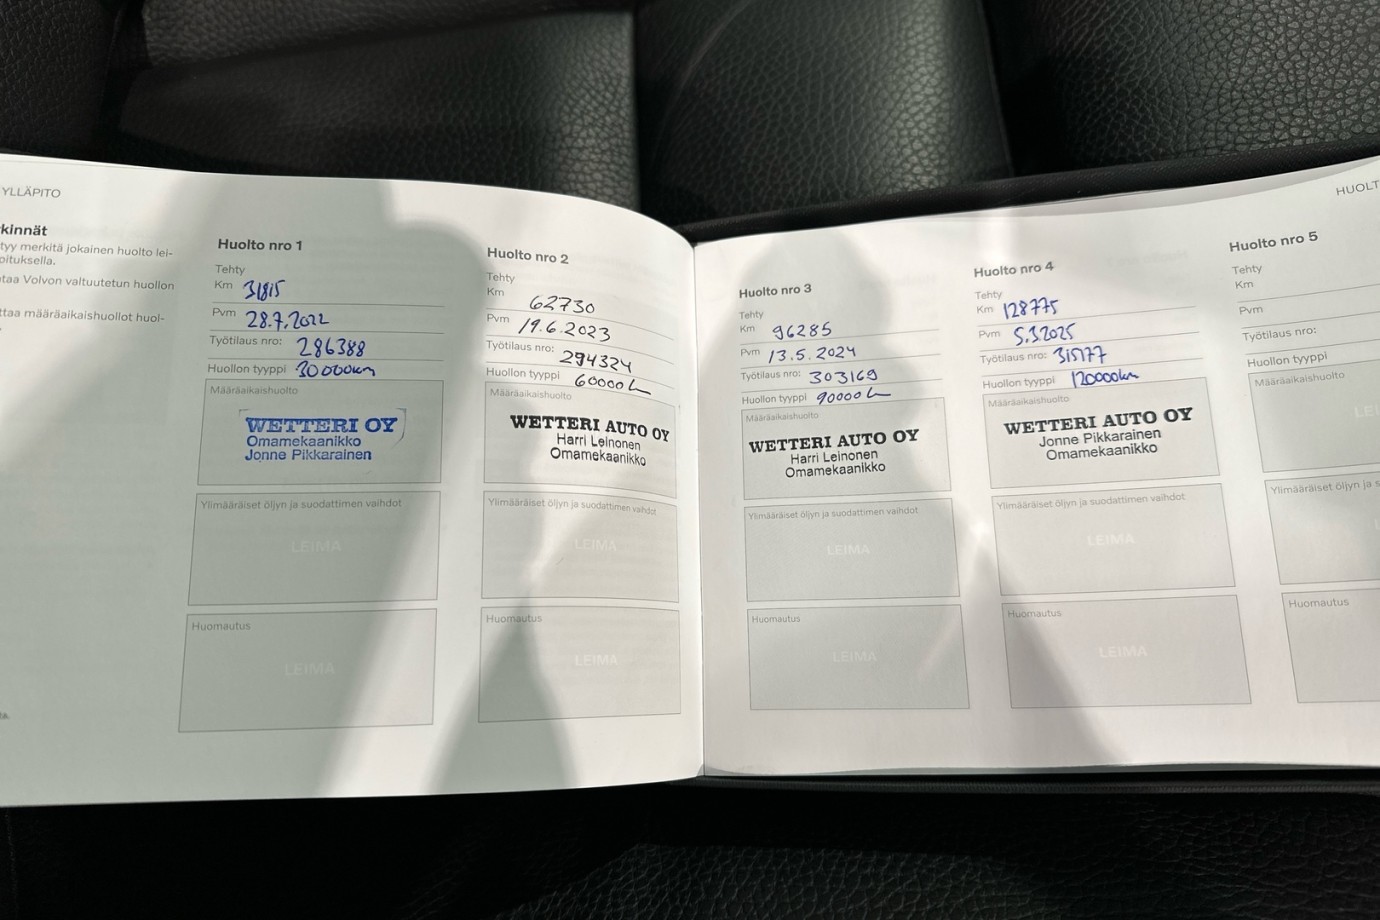 YLLÄPITO
kinnät
tyy merkitä jokainen huolto lei-
oituksella.
taa Volvon valtuutetun huollon
ttaa määräaikaishuollot huol-
Huolto nro 1
Tehty
Km 31815
Pvm 28.7.2022
Työtilaus nro: 286388
Huollon tyyppi 30000km
Määräaikaishuolto
WETTERI OY
Omamekaanikko
Jonne Pikkarainen
Ylimääräiset öljyn ja suodattimen vaihdot
LEIMA
Huomautus
LEIMA
Huolto nro 2
Tehty
Km 62730
Pvm 19.6.2023
Työtilaus nro: 294324
Huollon tyyppi 60000
Määräaikaishuolto
WETTERI AUTO OY
Harri Leinonen
Omamekaanikko
Ylimääräiset öljyn ja suodattimen vaihdot
LEIMA
Huomautus
LEIMA
HUOLT
Huolto nro 3
Tehty
Km 96285
Pvm 13.5.2024
Työtilaus nro: 303169
Huollon tyyppi 90000
Määräaikaishuolto
WETTERI AUTO OY
Harri Leinonen
Omamekaanikko
Ylimääräiset öljyn ja suodattimen vaihdot
LEIMA
Huomautus
LEIMA
Huolto nro 4
Tehty
Km 128775
Pvm 5.3.2025
Työtilaus nro: 315177
Huollon tyyppi 120000km
Määräaikaishuolto
WETTERI AUTO OY
Jonne Pikkarainen
Omamekaanikko
Ylimääräiset öljyn ja suodattimen vaihdot
LEIMA
Huomautus
LEIMA
Huolto nro 5
Tehty
Km
Pvm
Työtilaus nro:
Huollon tyyppi
Määräaikaishuolto
LEI
Ylimääräiset öljyn ja s
Huomautus